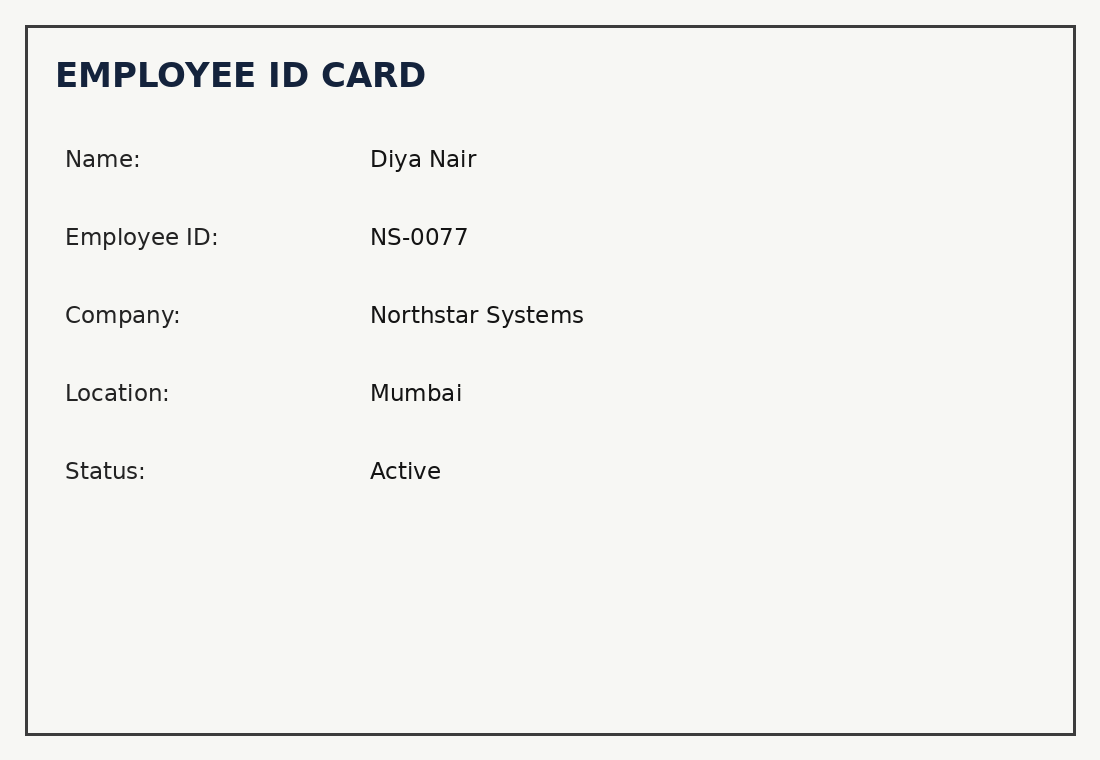 EMPLOYEE ID CARD
Name: Diya Nair
Employee ID: NS-0077
Company: Northstar Systems
Location: Mumbai
Status: Active